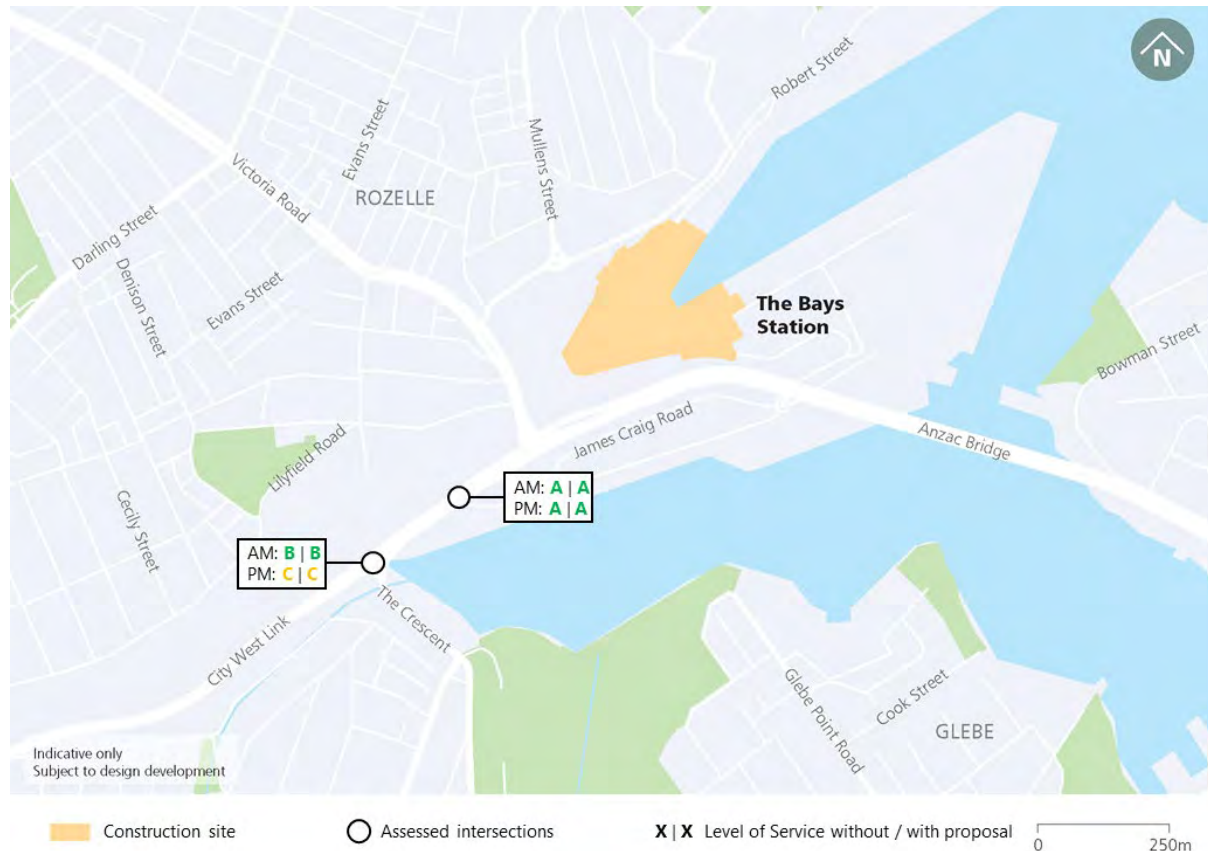 N
Robert Street
Evans Street
Mullens Street
ROZELLE
Victoria Road
Darling Street
Denison Street
Evans Street
The Bays
Station
Bowman Street
James Craig Road
Anzac Bridge
Lilyfield Road
Cecily Street
AM: A | A
PM: A | A
AM: B | B
PM: C | C
The Crescent
City West Link
Glebe Point Road
Cook Street
GLEBE
Indicative only
Subject to design development
Construction site
Assessed intersections
X | X Level of Service without / with proposal
0 250m